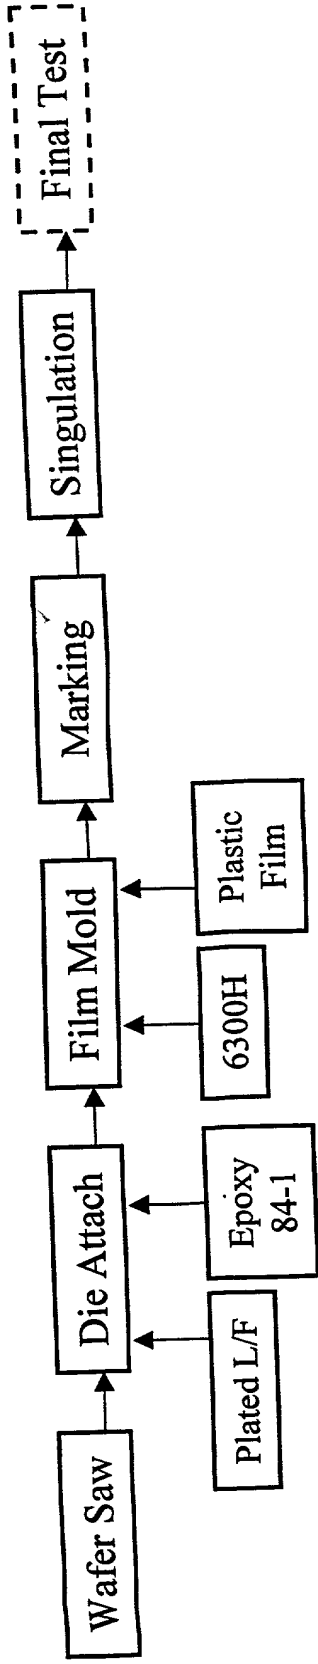 Wafer Saw
Die Attach
Film Mold
Marking
Singulation
Final Test
Plated L/F
Epoxy
84-1
6300H
Plastic
Film